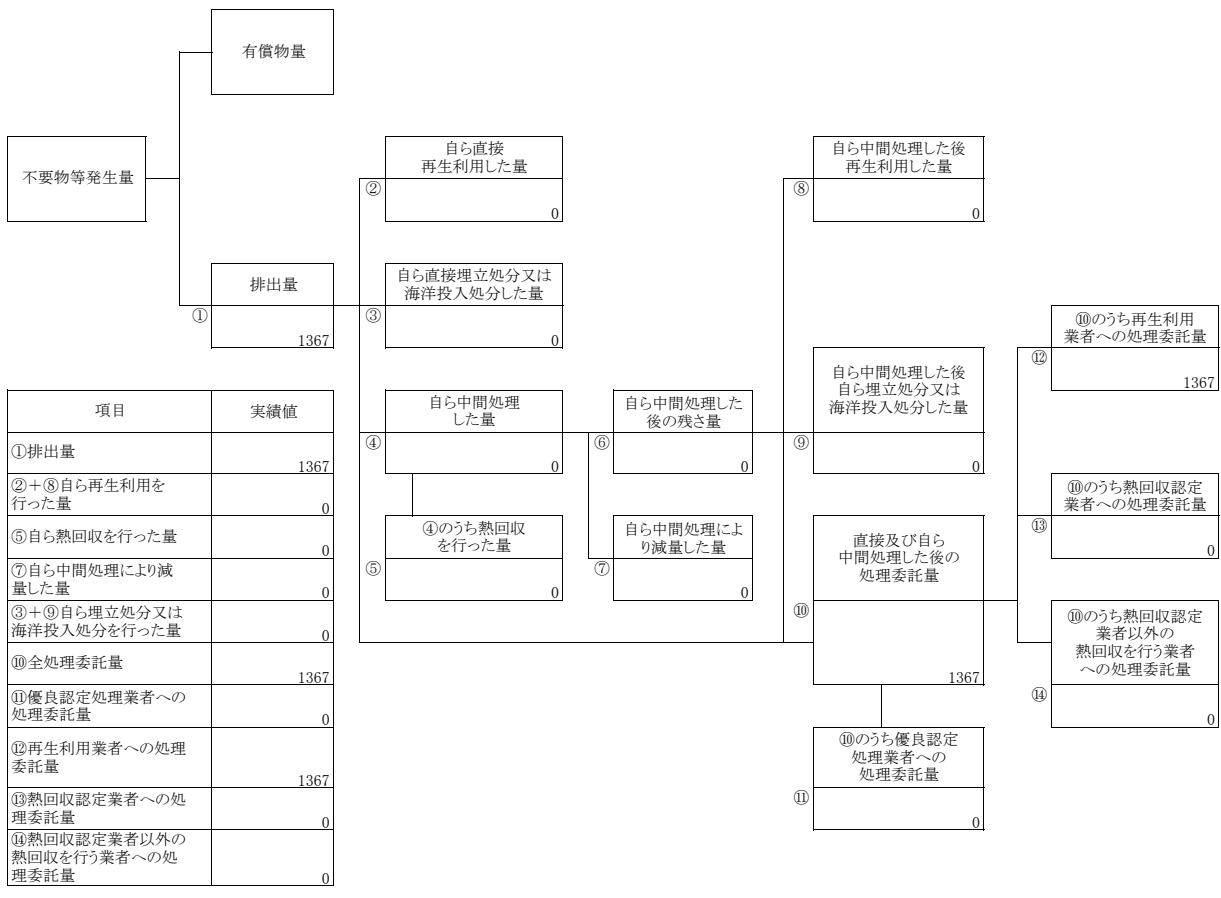 有償物量
不要物等発生量
排出量
①
1367
自ら直接
再生利用した量
②
0
自ら直接埋立処分又は
海洋投入処分した量
③
0
自ら中間処理
した量
④
0
④のうち熱回収
を行った量
⑤
0
自ら中間処理した
後の残さ量
⑥
0
自ら中間処理によ
り減量した量
⑦
0
自ら中間処理した後
再生利用した量
⑧
0
自ら中間処理した後
自ら埋立処分又は
海洋投入処分した量
⑨
0
直接及び自ら
中間処理した後の
処理委託量
⑩
1367
⑩のうち優良認定
処理業者への
処理委託量
⑪
0
⑩のうち再生利用
業者への処理委託量
⑫
1367
⑩のうち熱回収認定
業者への処理委託量
⑬
0
⑩のうち熱回収認定
業者以外の
熱回収を行う業者
への処理委託量
⑭
0
項目 実績値
①排出量
1367
②＋⑧自ら再生利用を
行った量
0
⑤自ら熱回収を行った量
0
⑦自ら中間処理により減
量した量
0
③＋⑨自ら埋立処分又は
海洋投入処分を行った量
0
⑩全処理委託量
1367
⑪優良認定処理業者への
処理委託量
0
⑫再生利用業者への処理
委託量
1367
⑬熱回収認定業者への処
理委託量
0
⑭熱回収認定業者以外の
熱回収を行う業者への処
理委託量
0